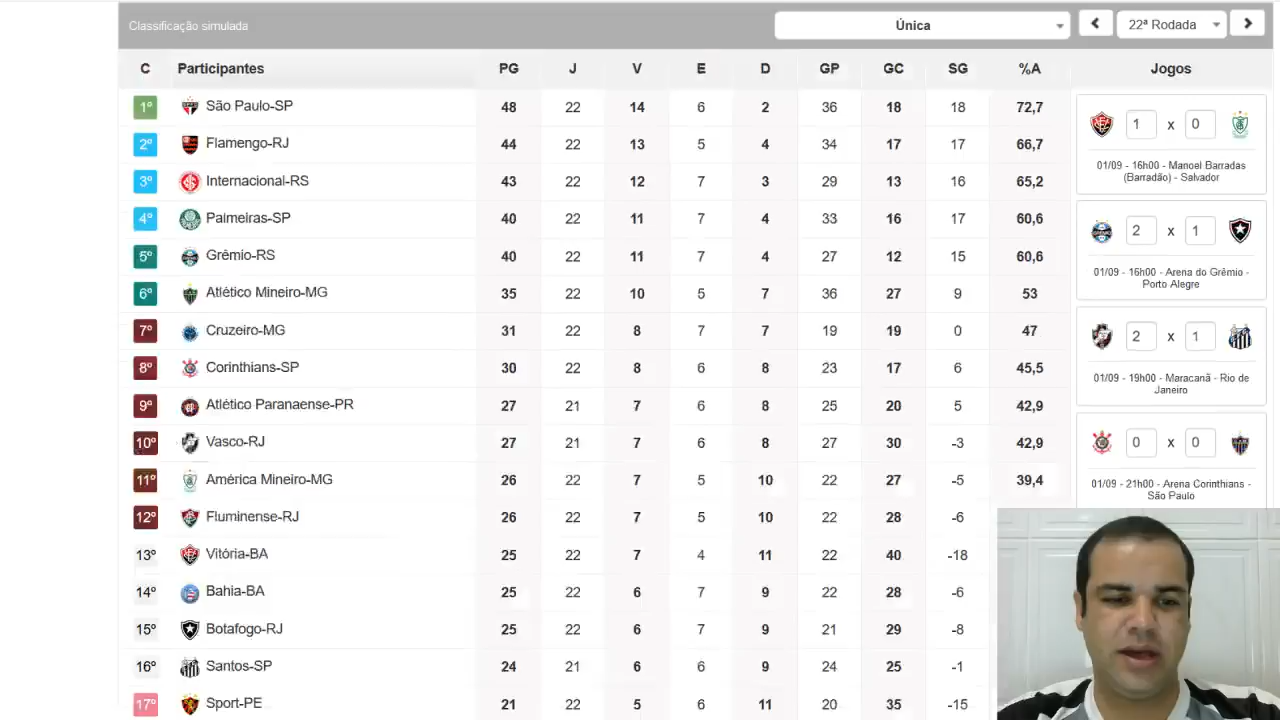 Classificação simulada
Única
22ª Rodada
C Participantes PG J V E D GP GC SG %A Jogos
1º São Paulo-SP 48 22 14 6 2 36 18 18 72,7
2º Flamengo-RJ 44 22 13 5 4 34 17 17 66,7
3º Internacional-RS 43 22 12 7 3 29 13 16 65,2
4º Palmeiras-SP 40 22 11 7 4 33 16 17 60,6
5º Grêmio-RS 40 22 11 7 4 27 12 15 60,6
6º Atlético Mineiro-MG 35 22 10 5 7 36 27 9 53
7º Cruzeiro-MG 31 22 8 7 7 19 19 0 47
8º Corinthians-SP 30 22 8 6 8 23 17 6 45,5
9º Atlético Paranaense-PR 27 21 7 6 8 25 20 5 42,9
10º Vasco-RJ 27 21 7 6 8 27 30 -3 42,9
11º América Mineiro-MG 26 22 7 5 10 22 27 -5 39,4
12º Fluminense-RJ 26 22 7 5 10 22 28 -6
13º Vitória-BA 25 22 7 4 11 22 40 -18
14º Bahia-BA 25 22 6 7 9 22 28 -6
15º Botafogo-RJ 25 22 6 7 9 21 29 -8
16º Santos-SP 24 21 6 6 9 24 25 -1
17º Sport-PE 21 22 5 6 11 20 35 -15
1 x 0
01/09 - 16h00 - Manoel Barradas
(Barradão) - Salvador
2 x 1
01/09 - 16h00 - Arena do Grêmio -
Porto Alegre
2 x 1
01/09 - 19h00 - Maracanã - Rio de
Janeiro
0 x 0
01/09 - 21h00 - Arena Corinthians -
São Paulo